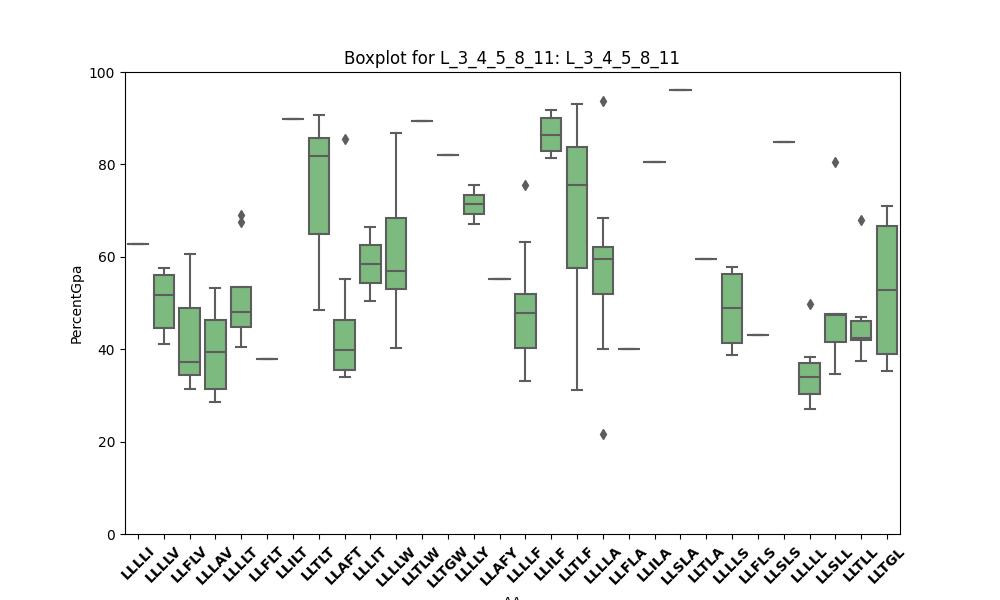 Boxplot for L_3_4_5_8_11: L_3_4_5_8_11
PercentGpa
100
80
60
40
20
0
LLLLI
LLLLV
LLFLV
LLLAV
LLLLT
LLFLT
LLILT
LLTLT
LLAFT
LLLIT
LLLLW
LLTLW
LLTGW
LLLLY
LLAFY
LLLLF
LLILF
LLTLF
LLLLA
LLFLA
LLILA
LLSLA
LLTLA
LLLLS
LLFLS
LLSLS
LLLLL
LLSLL
LLTLL
LLTGL